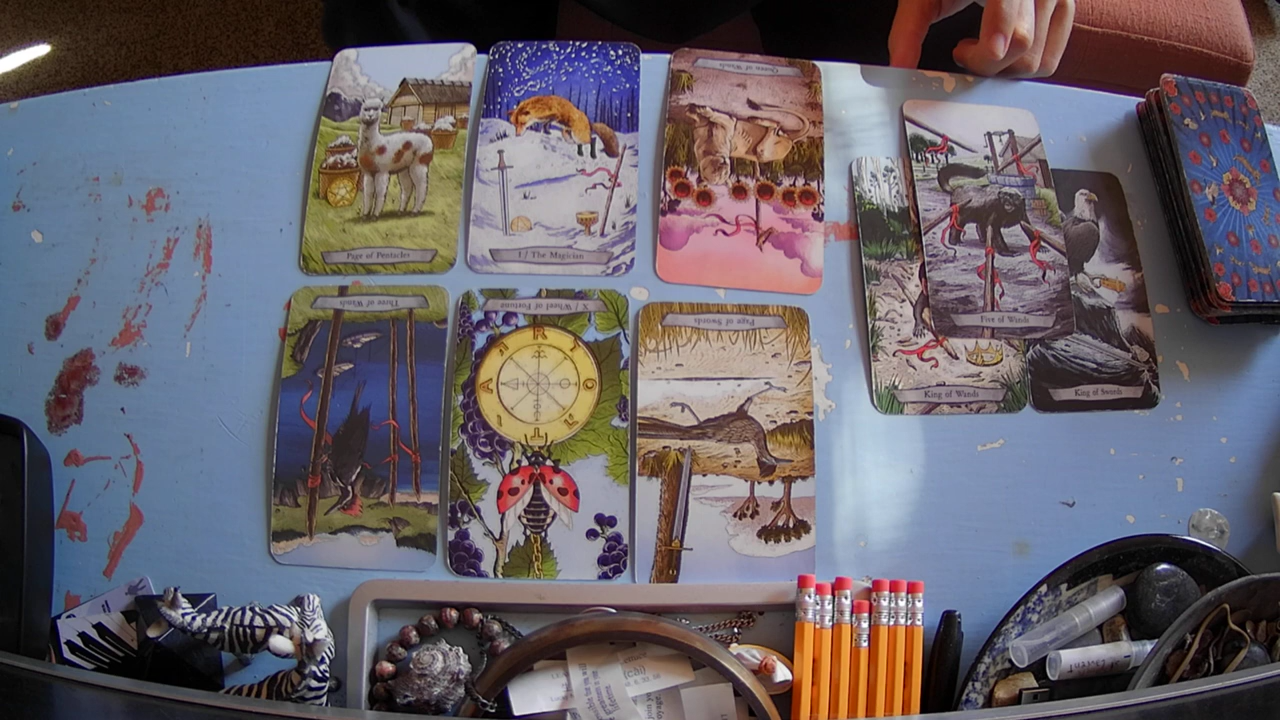 Page of Pentacles
I / The Magician
Queen of Wands
Three of Wands
X / Wheel of Fortune
Page of Swords
Five of Wands
King of Wands
King of Swords
(cal)